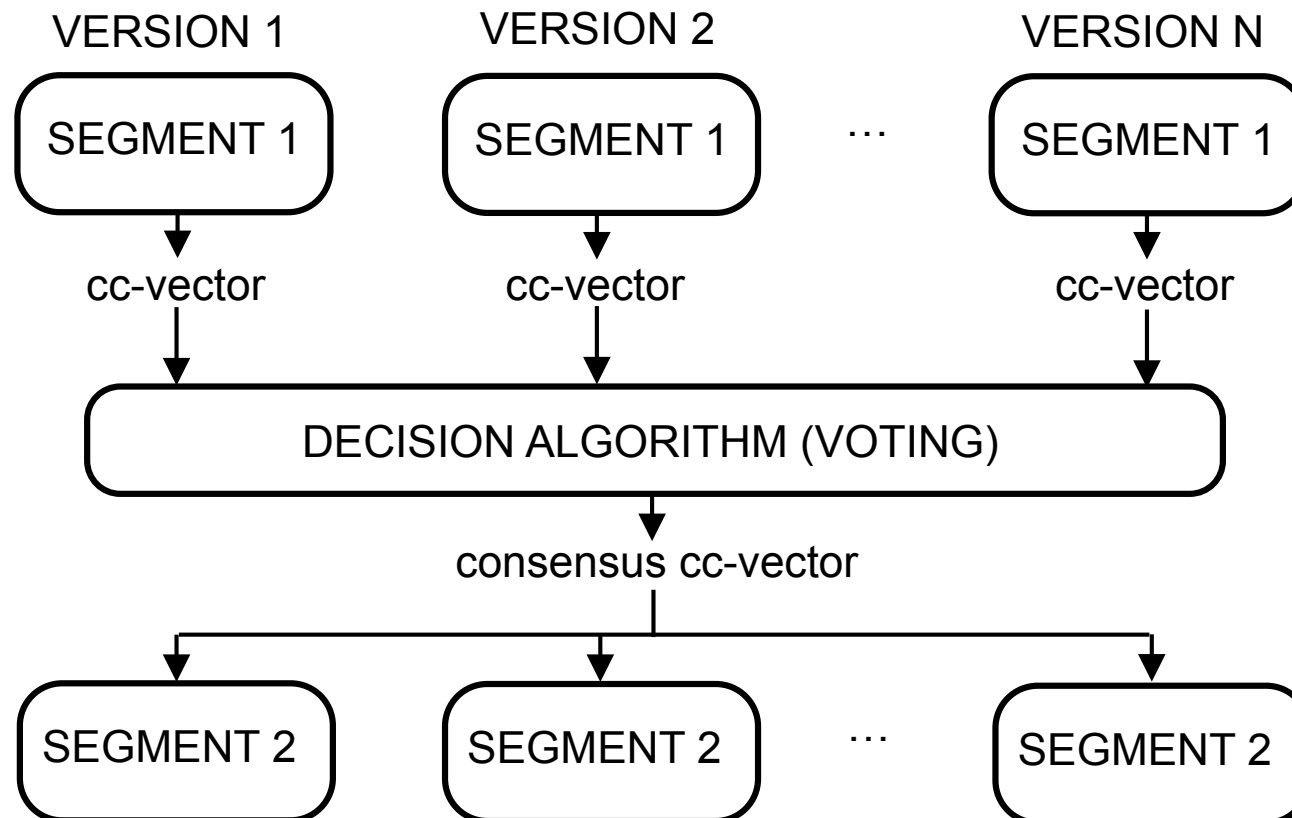 VERSION 1 VERSION 2 VERSION N
SEGMENT 1 SEGMENT 1 ... SEGMENT 1
cc-vector cc-vector cc-vector
DECISION ALGORITHM (VOTING)
consensus cc-vector
SEGMENT 2 SEGMENT 2 ... SEGMENT 2